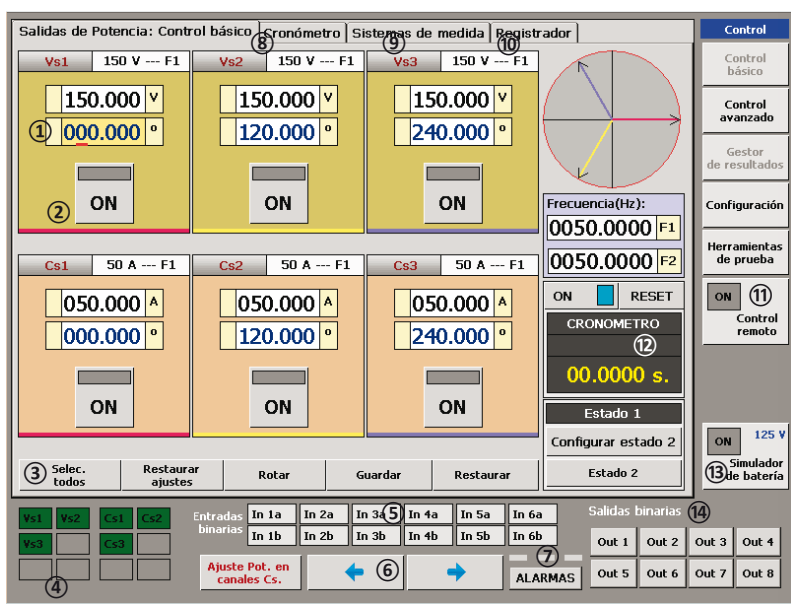 Salidas de Potencia: Control básico
Cronómetro
Sistemas de medida
Registrador
⑧ ⑨ ⑩
Vs1 150 V --- F1
Vs2 150 V --- F1
Vs3 150 V --- F1
150.000 V
150.000 V
150.000 V
① 000.000 º
120.000 º
240.000 º
② ON
ON
ON
Cs1 50 A --- F1
Cs2 50 A --- F1
Cs3 50 A --- F1
050.000 A
050.000 A
050.000 A
000.000 º
120.000 º
240.000 º
ON
ON
ON
③ Selec.
todos
Restaurar
ajustes
Rotar
Guardar
Restaurar
Frecuencia(Hz):
0050.0000 F1
0050.0000 F2
ON RESET
CRONOMETRO
⑫
00.0000 s.
Estado 1
Configurar estado 2
Estado 2
Control
Control
básico
Control
avanzado
Gestor
de resultados
Configuración
Herramientas
de prueba
ON ⑪
Control
remoto
ON 125 V
⑬ Simulador
de batería
Vs1 Vs2 Cs1 Cs2
Vs3 Cs3
④
Entradas
binarias
In 1a In 2a In 3a ⑤ In 4a In 5a In 6a
In 1b In 2b In 3b In 4b In 5b In 6b
Ajuste Pot. en
canales Cs.
⑥
⑦
ALARMAS
Salidas binarias ⑭
Out 1 Out 2 Out 3 Out 4
Out 5 Out 6 Out 7 Out 8